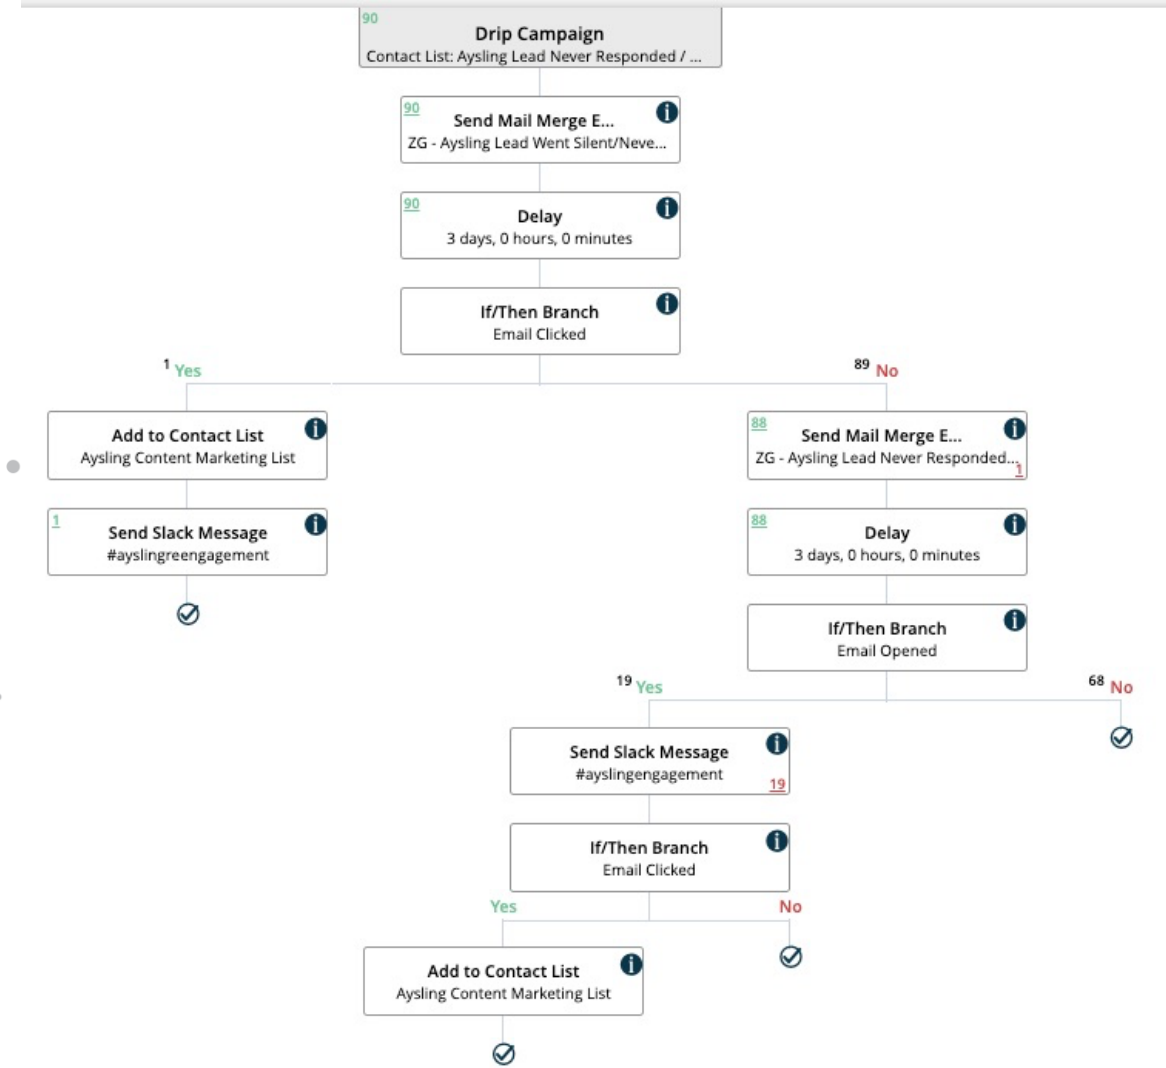 90
Drip Campaign
Contact List: Aysling Lead Never Responded / ...
90
Send Mail Merge E...
ZG - Aysling Lead Went Silent/Neve...
90
Delay
3 days, 0 hours, 0 minutes
If/Then Branch
Email Clicked
1 Yes
89 No
Add to Contact List
Aysling Content Marketing List
88
Send Mail Merge E...
ZG - Aysling Lead Never Responded...
1
1
Send Slack Message
#ayslingreengagement
88
Delay
3 days, 0 hours, 0 minutes
If/Then Branch
Email Opened
19 Yes
68 No
Send Slack Message
#ayslingengagement
19
If/Then Branch
Email Clicked
Yes
No
Add to Contact List
Aysling Content Marketing List